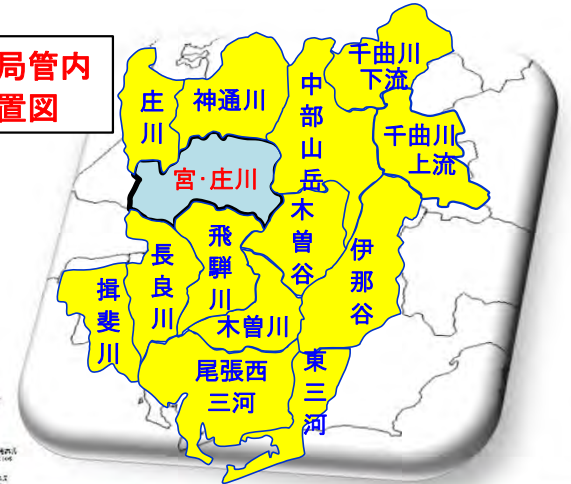 局管内
置図
千曲川
下流
庄川
神通川
中部山岳
千曲川
上流
宮・庄川
木曽谷
飛騨川
伊那谷
長良川
揖斐川
木曽川
尾張西
三河
東三河